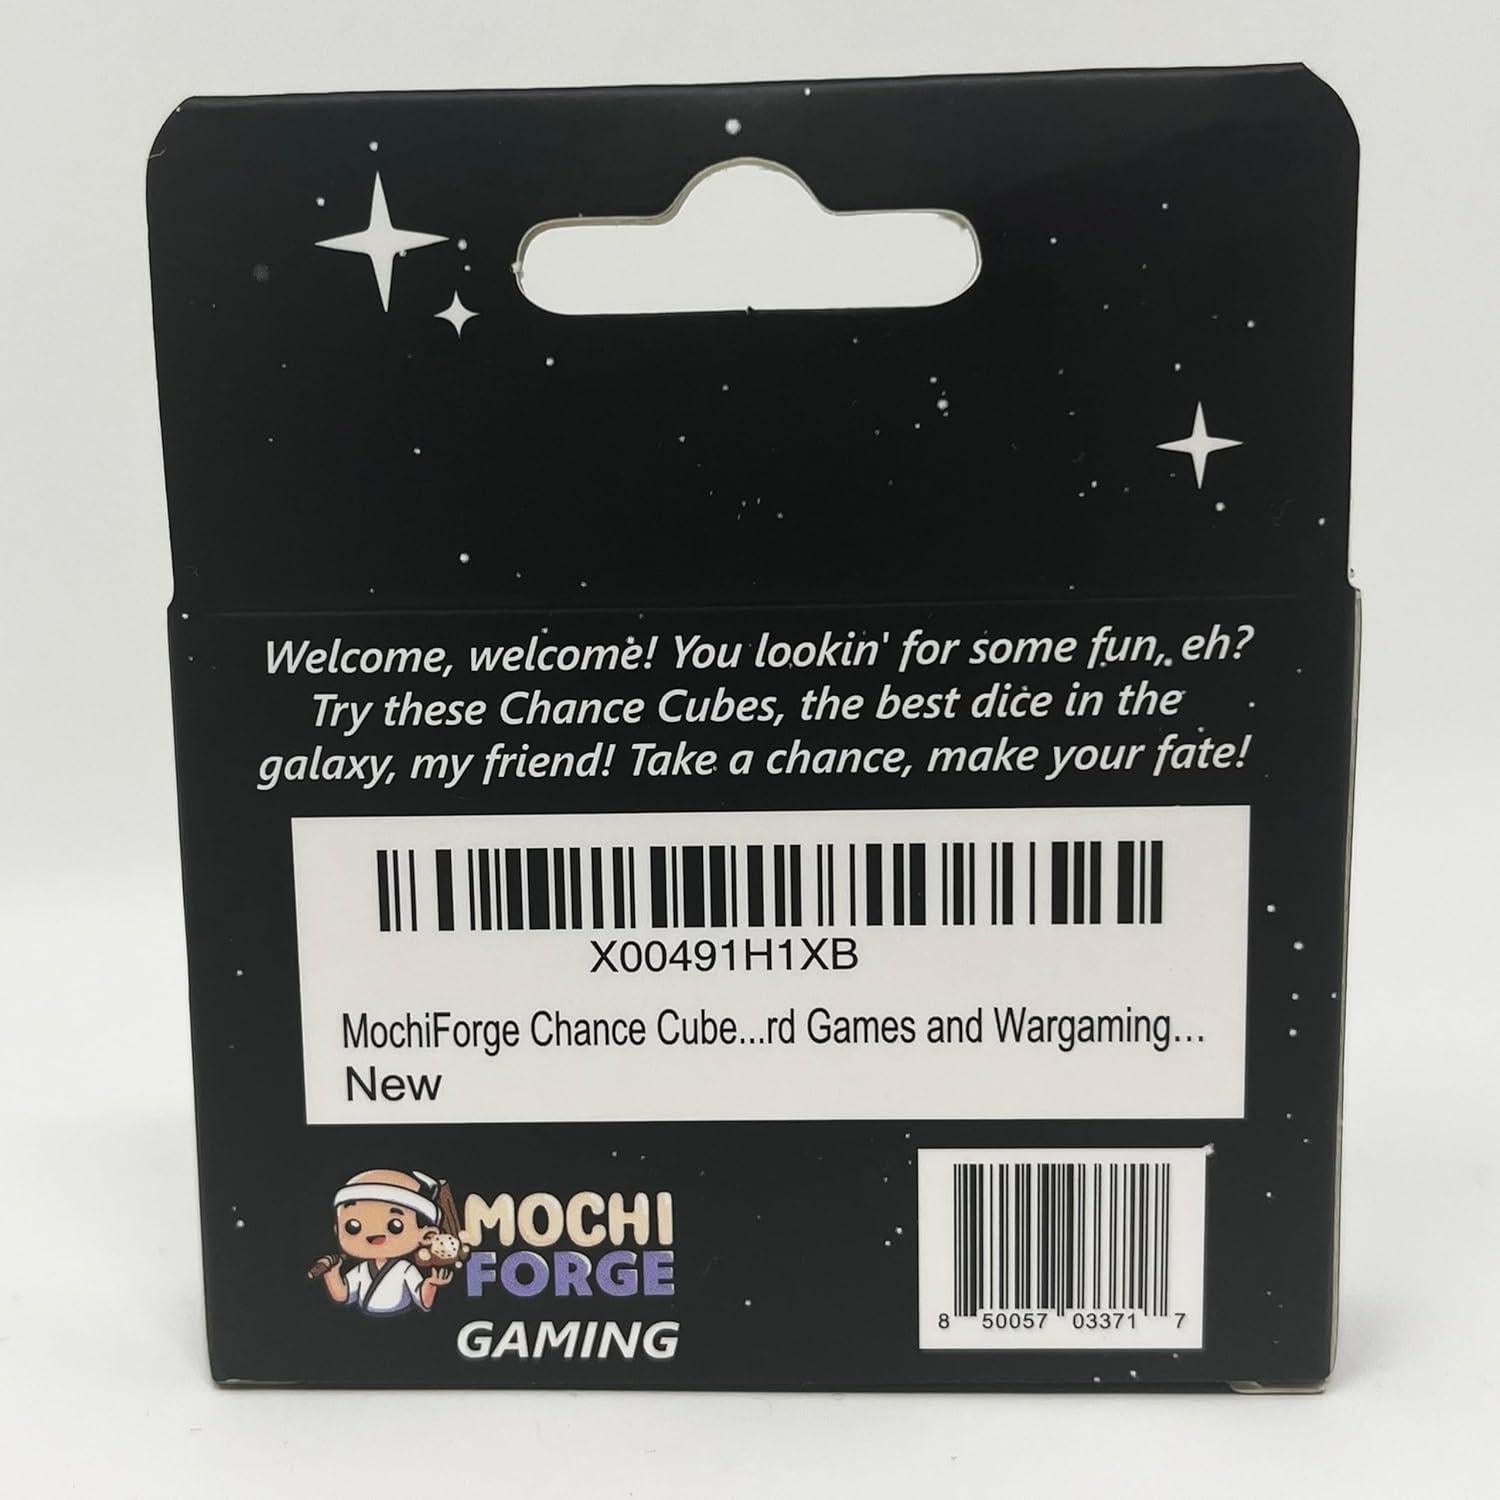 Welcome, welcome! You lookin' for some fun, eh?
Try these Chance Cubes, the best dice in the
galaxy, my friend! Take a chance, make your fate!
X00491H1XB
MochiForge Chance Cube...rd Games and Wargaming...
New
MOCHI
FORGE
GAMING
8 50057 03371 7